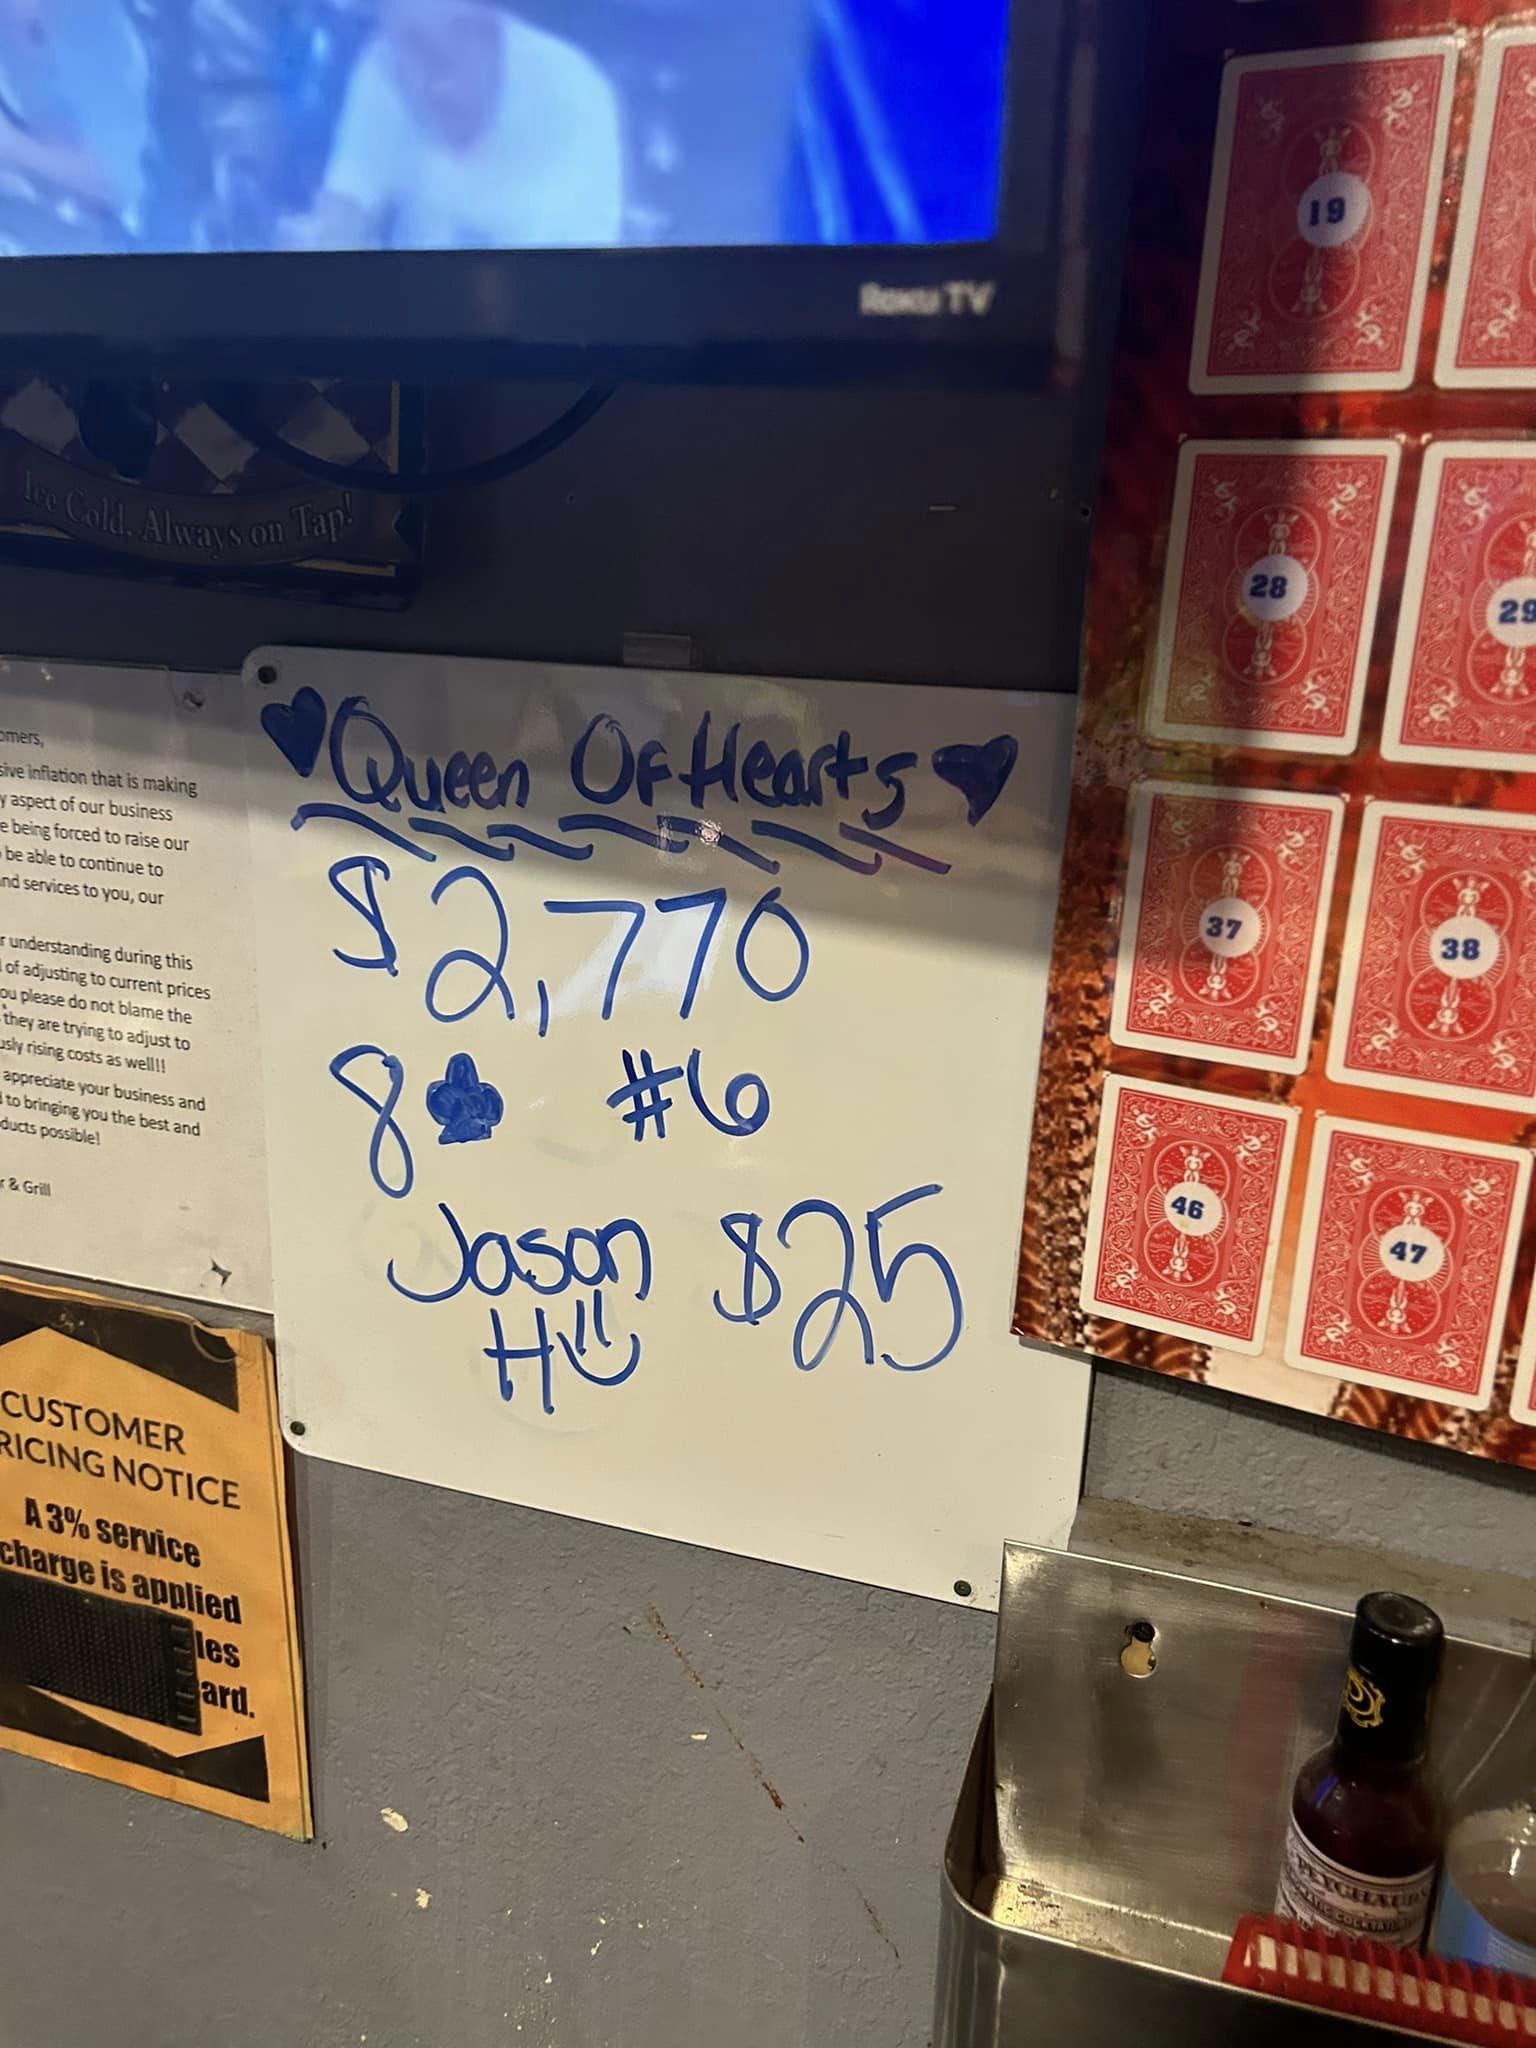 Roku TV
Ice Cold, Always on Tap!
19
28
29
37
38
46
47
♥ Queen Of Hearts ♥
$2,770
8♣ #6
Jason $25
H
omers,
sive inflation that is making
y aspect of our business
e being forced to raise our
be able to continue to
nd services to you, our
r understanding during this
l of adjusting to current prices
ou please do not blame the
they are trying to adjust to
usly rising costs as well!!
appreciate your business and
d to bringing you the best and
ducts possible!
r & Grill
CUSTOMER
RICING NOTICE
A 3% service
charge is applied
les
ard.
PEYCHAUD'S
COCKTAIL